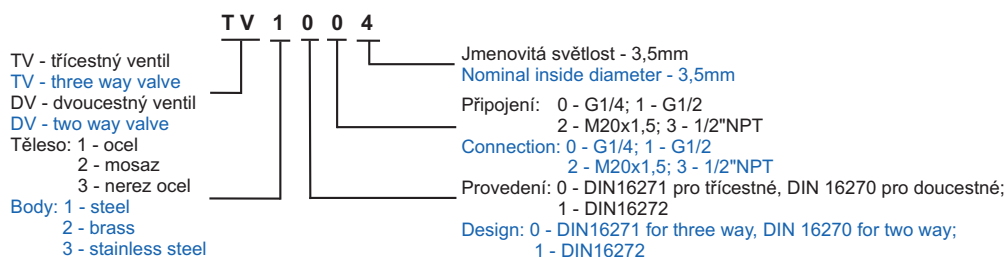 TV 1 0 0 4
TV - třícestný ventil
TV - three way valve
DV - dvoucestný ventil
DV - two way valve
Těleso: 1 - ocel
2 - mosaz
3 - nerez ocel
Body: 1 - steel
2 - brass
3 - stainless steel
Jmenovitá světlost - 3,5mm
Nominal inside diameter - 3,5mm
Připojení: 0 - G1/4; 1 - G1/2
2 - M20x1,5; 3 - 1/2"NPT
Connection: 0 - G1/4; 1 - G1/2
2 - M20x1,5; 3 - 1/2"NPT
Provedení: 0 - DIN16271 pro třícestné, DIN 16270 pro doucestné;
1 - DIN16272
Design: 0 - DIN16271 for three way, DIN 16270 for two way;
1 - DIN16272